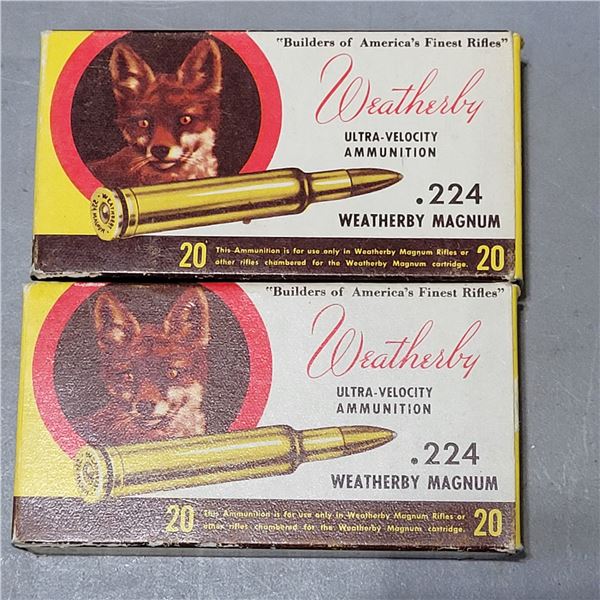 "Builders of America's Finest Rifles"
Weatherby
ULTRA-VELOCITY
AMMUNITION
.224
WEATHERBY MAGNUM
20 This Ammunition is for use only in Weatherby Magnum Rifles or 20
other rifles chambered for the Weatherby Magnum cartridge.
"Builders of America's Finest Rifles"
Weatherby
ULTRA-VELOCITY
AMMUNITION
.224
WEATHERBY MAGNUM
20 This Ammunition is for use only in Weatherby Magnum Rifles or 20
other rifles chambered for the Weatherby Magnum cartridge.